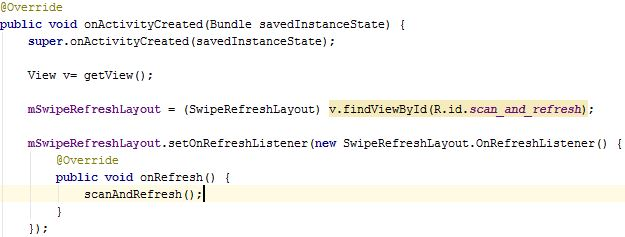 @Override
public void onActivityCreated(Bundle savedInstanceState) {
super.onActivityCreated(savedInstanceState);
View v= getView();
mSwipeRefreshLayout = (SwipeRefreshLayout) v.findViewById(R.id.scan_and_refresh);
mSwipeRefreshLayout.setOnRefreshListener(new SwipeRefreshLayout.OnRefreshListener() {
@Override
public void onRefresh() {
scanAndRefresh();
}
});